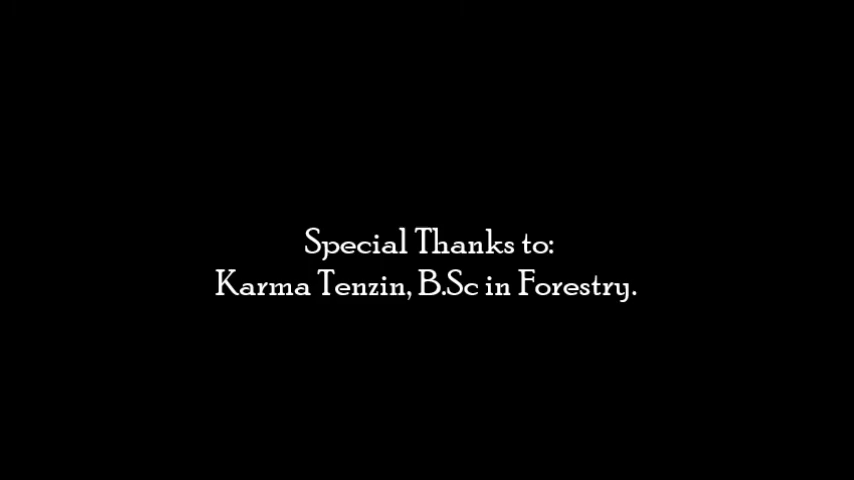 Special Thanks to:
Karma Tenzin, B.Sc in Forestry.